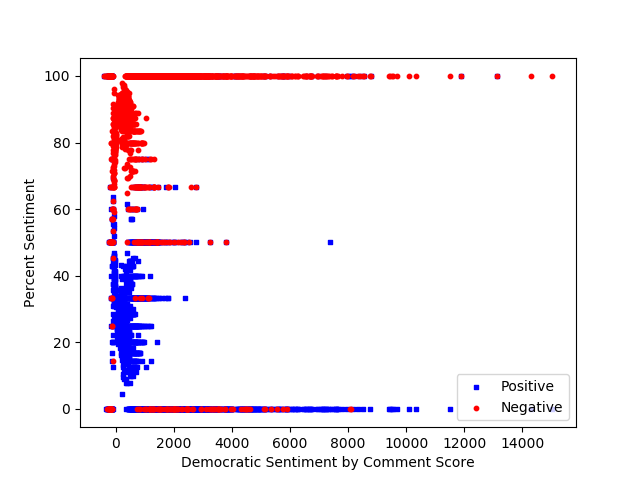 100
80
60
40
20
0
Percent Sentiment
0 2000 4000 6000 8000 10000 12000 14000
Democratic Sentiment by Comment Score
Positive
Negative